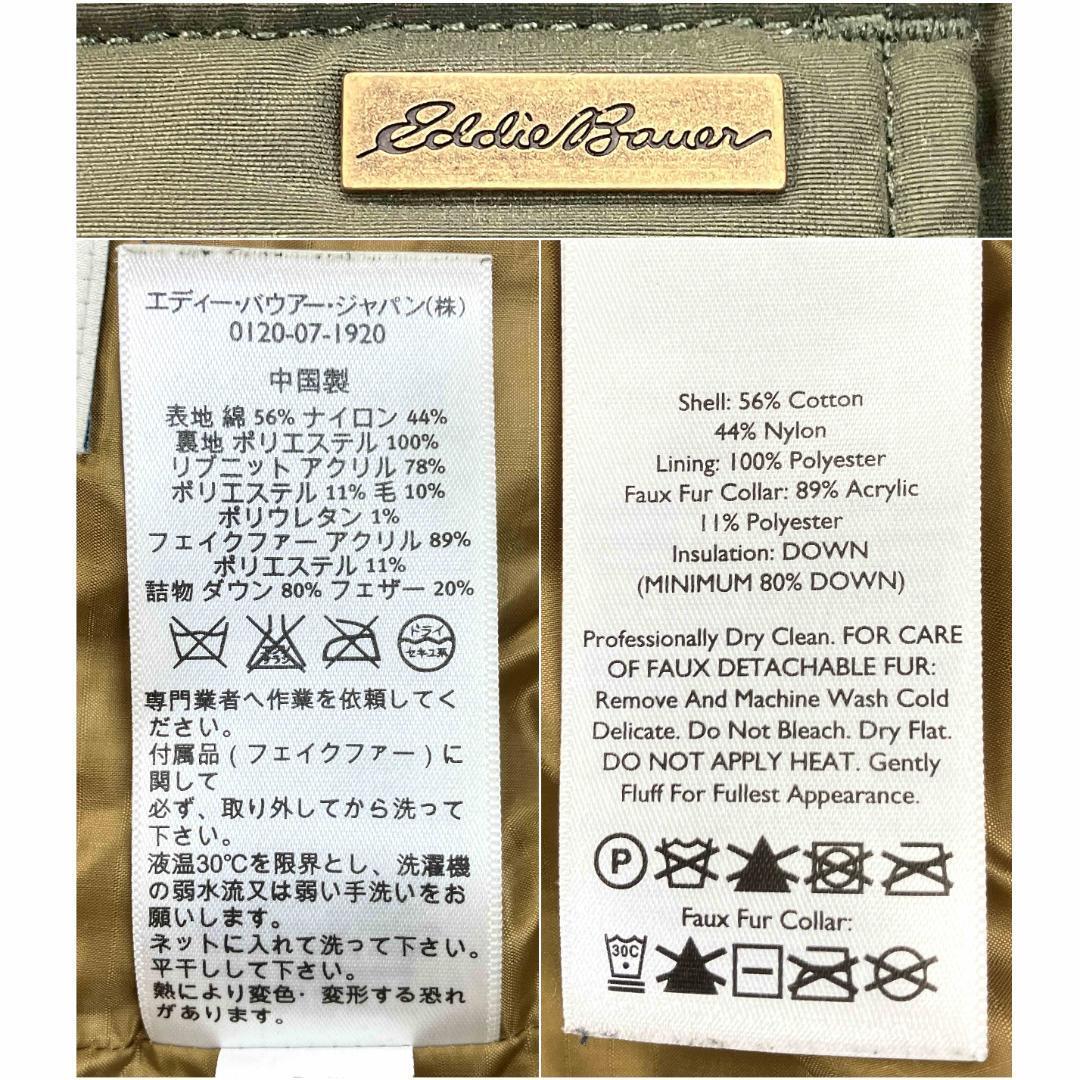 Eddie Bauer
エディー・バウアー・ジャパン(株)
0120-07-1920
中国製
表地 綿 56% ナイロン 44%
裏地 ポリエステル 100%
リブニット アクリル 78%
ポリエステル 11% 毛 10%
ポリウレタン 1%
フェイクファー アクリル 89%
ポリエステル 11%
詰物 ダウン 80% フェザー 20%
エンソ
サラシ
ドライ
セキユ系
専門業者へ作業を依頼してく
ださい。
付属品(フェイクファー)に
関して
必ず、取り外してから洗って
下さい。
液温30℃を限界とし、洗濯機
の弱水流又は弱い手洗いをお
願いします。
ネットに入れて洗って下さい。
平干しして下さい。
熱により変色・変形する恐れ
があります。
Shell: 56% Cotton
44% Nylon
Lining: 100% Polyester
Faux Fur Collar: 89% Acrylic
11% Polyester
Insulation: DOWN
(MINIMUM 80% DOWN)
Professionally Dry Clean. FOR CARE
OF FAUX DETACHABLE FUR:
Remove And Machine Wash Cold
Delicate. Do Not Bleach. Dry Flat.
DO NOT APPLY HEAT. Gently
Fluff For Fullest Appearance.
P
Faux Fur Collar:
30C